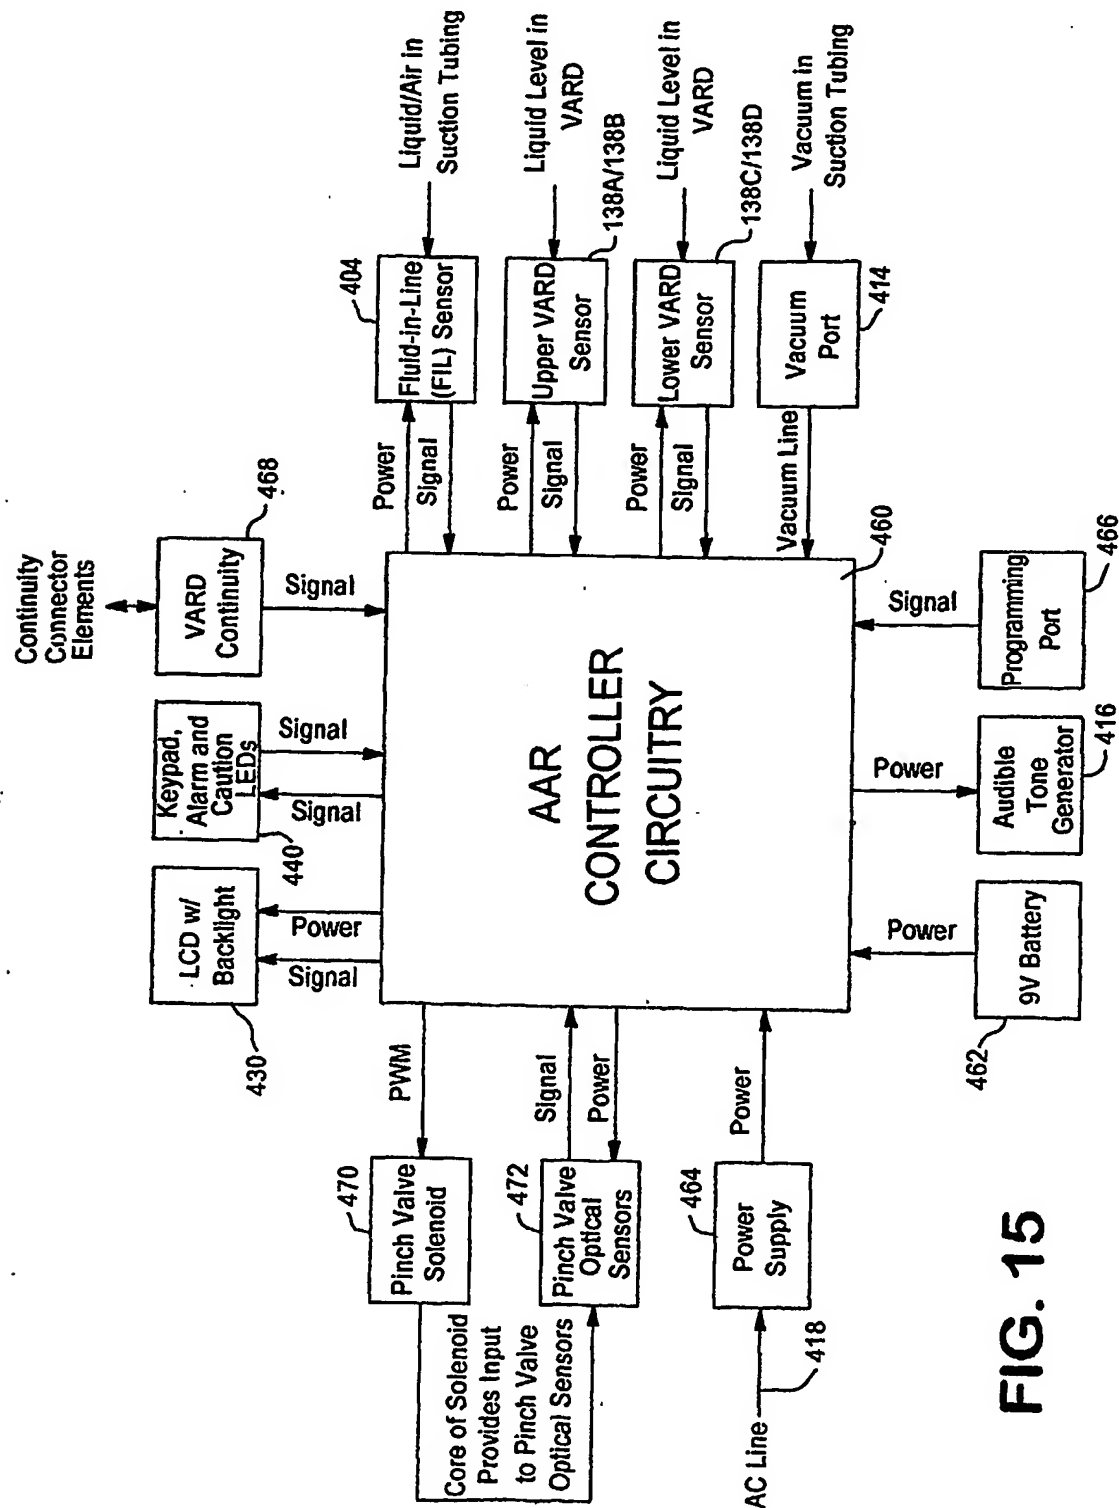 Continuity
Connector
Elements
468
VARD
Continuity
Signal
Keypad,
Alarm and
Caution
LEDs
440
Signal
Signal
LCD w/
Backlight
430
Signal
Power
404
Fluid-in-Line
(FIL) Sensor
Liquid/Air in
Suction Tubing
Power
Signal
Upper VARD
Sensor
138A/138B
Liquid Level in
VARD
Power
Signal
Lower VARD
Sensor
138C/138D
Liquid Level in
VARD
Power
Signal
Vacuum
Port
414
Vacuum in
Suction Tubing
Vacuum Line
AAR
CONTROLLER
CIRCUITRY
460
PWM
470
Pinch Valve
Solenoid
Core of Solenoid
Provides Input
to Pinch Valve
Optical Sensors
472
Pinch Valve
Optical
Sensors
Signal
Power
464
Power
Supply
Power
AC Line
418
9V Battery
462
Power
Audible
Tone
Generator
416
Power
Programming
Port
466
Signal
FIG. 15